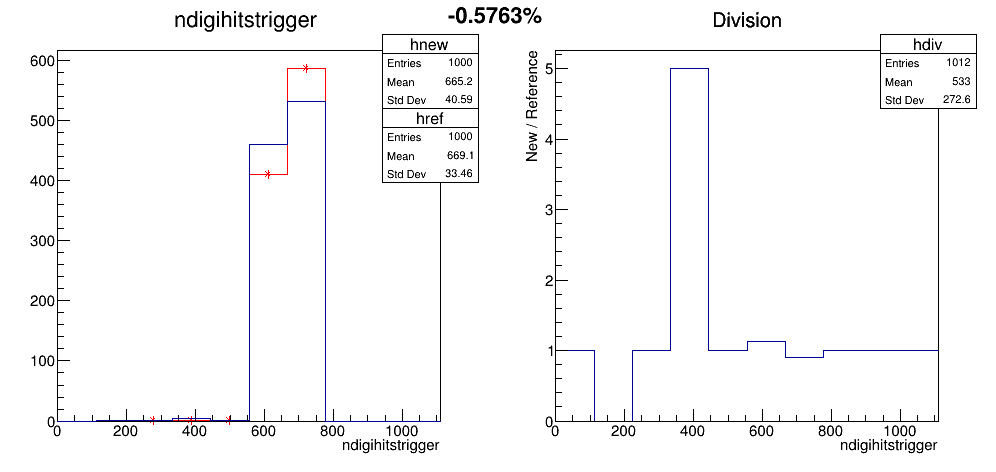 -0.5763%
ndigihitstrigger
hnew
Entries 1000
Mean 665.2
Std Dev 40.59
href
Entries 1000
Mean 669.1
Std Dev 33.46
600
500
400
300
200
100
0
0 200 400 600 800 1000
ndigihitstrigger
Division
hdiv
Entries 1012
Mean 533
Std Dev 272.6
New / Reference
5
4
3
2
1
0
0 200 400 600 800 1000
ndigihitstrigger